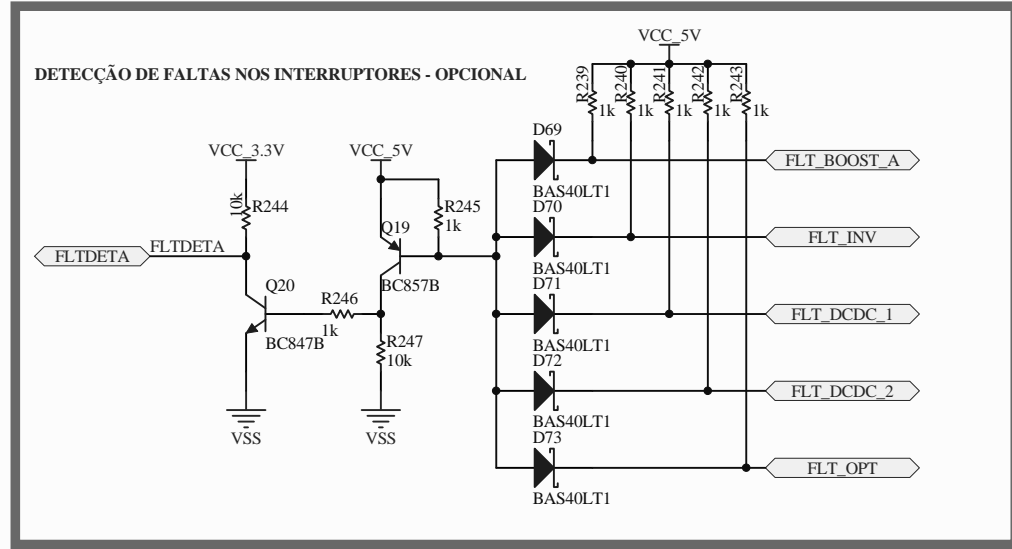 VCC_5V
DETECÇÃO DE FALTAS NOS INTERRUPTORES - OPCIONAL
R239
R240
R241
R242
R243
1k
1k
1k
1k
1k
D69
VCC_3.3V
VCC_5V
FLT_BOOST_A
BAS40LT1
10k
R244
R245
1k
D70
Q19
FLT_INV
FLTDETA
FLTDETA
BAS40LT1
BC857B
D71
Q20
R246
1k
FLT_DCDC_1
BC847B
R247
10k
BAS40LT1
D72
FLT_DCDC_2
VSS
VSS
BAS40LT1
D73
FLT_OPT
BAS40LT1